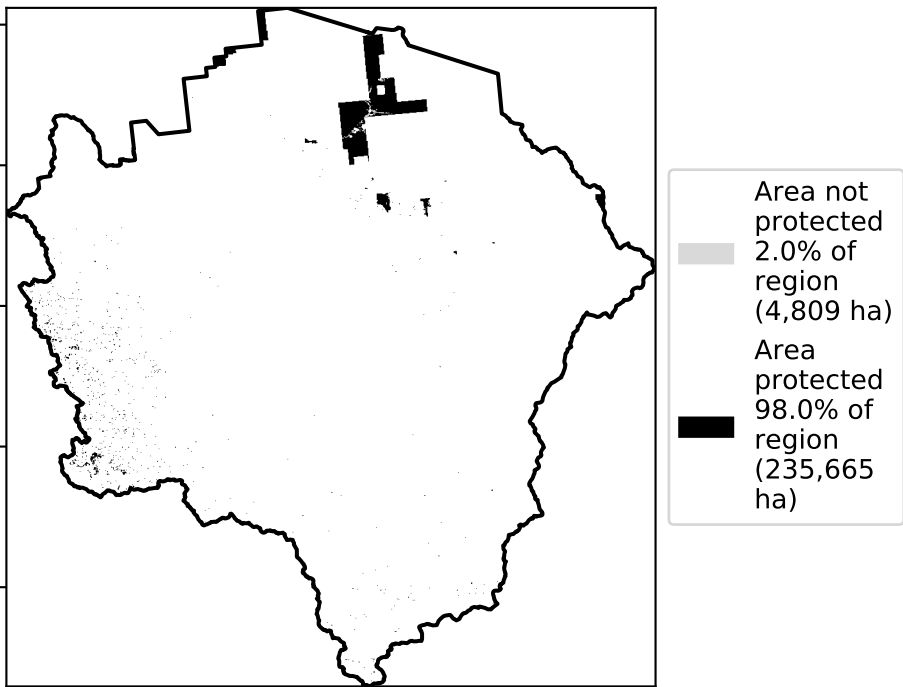 Area not
protected
2.0% of
region
(4,809 ha)
Area
protected
98.0% of
region
(235,665
ha)